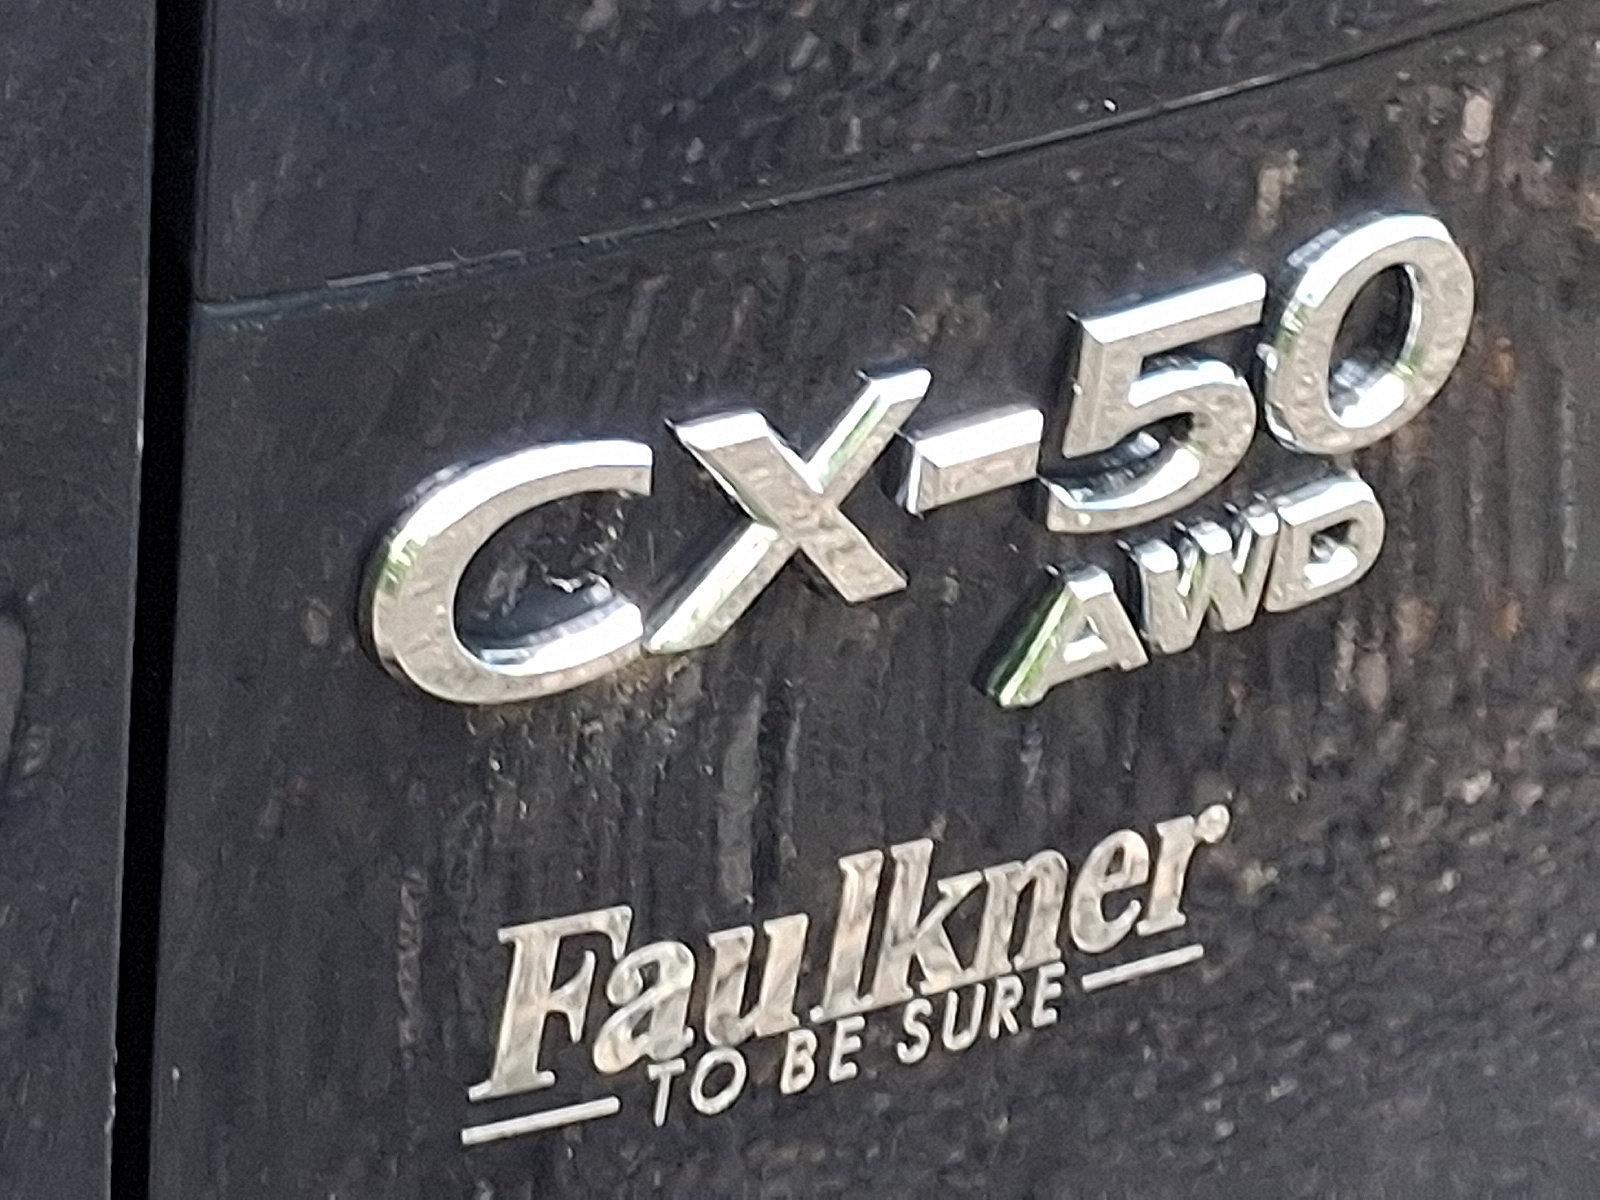 CX-50
AWD
Faulkner
TO BE SURE